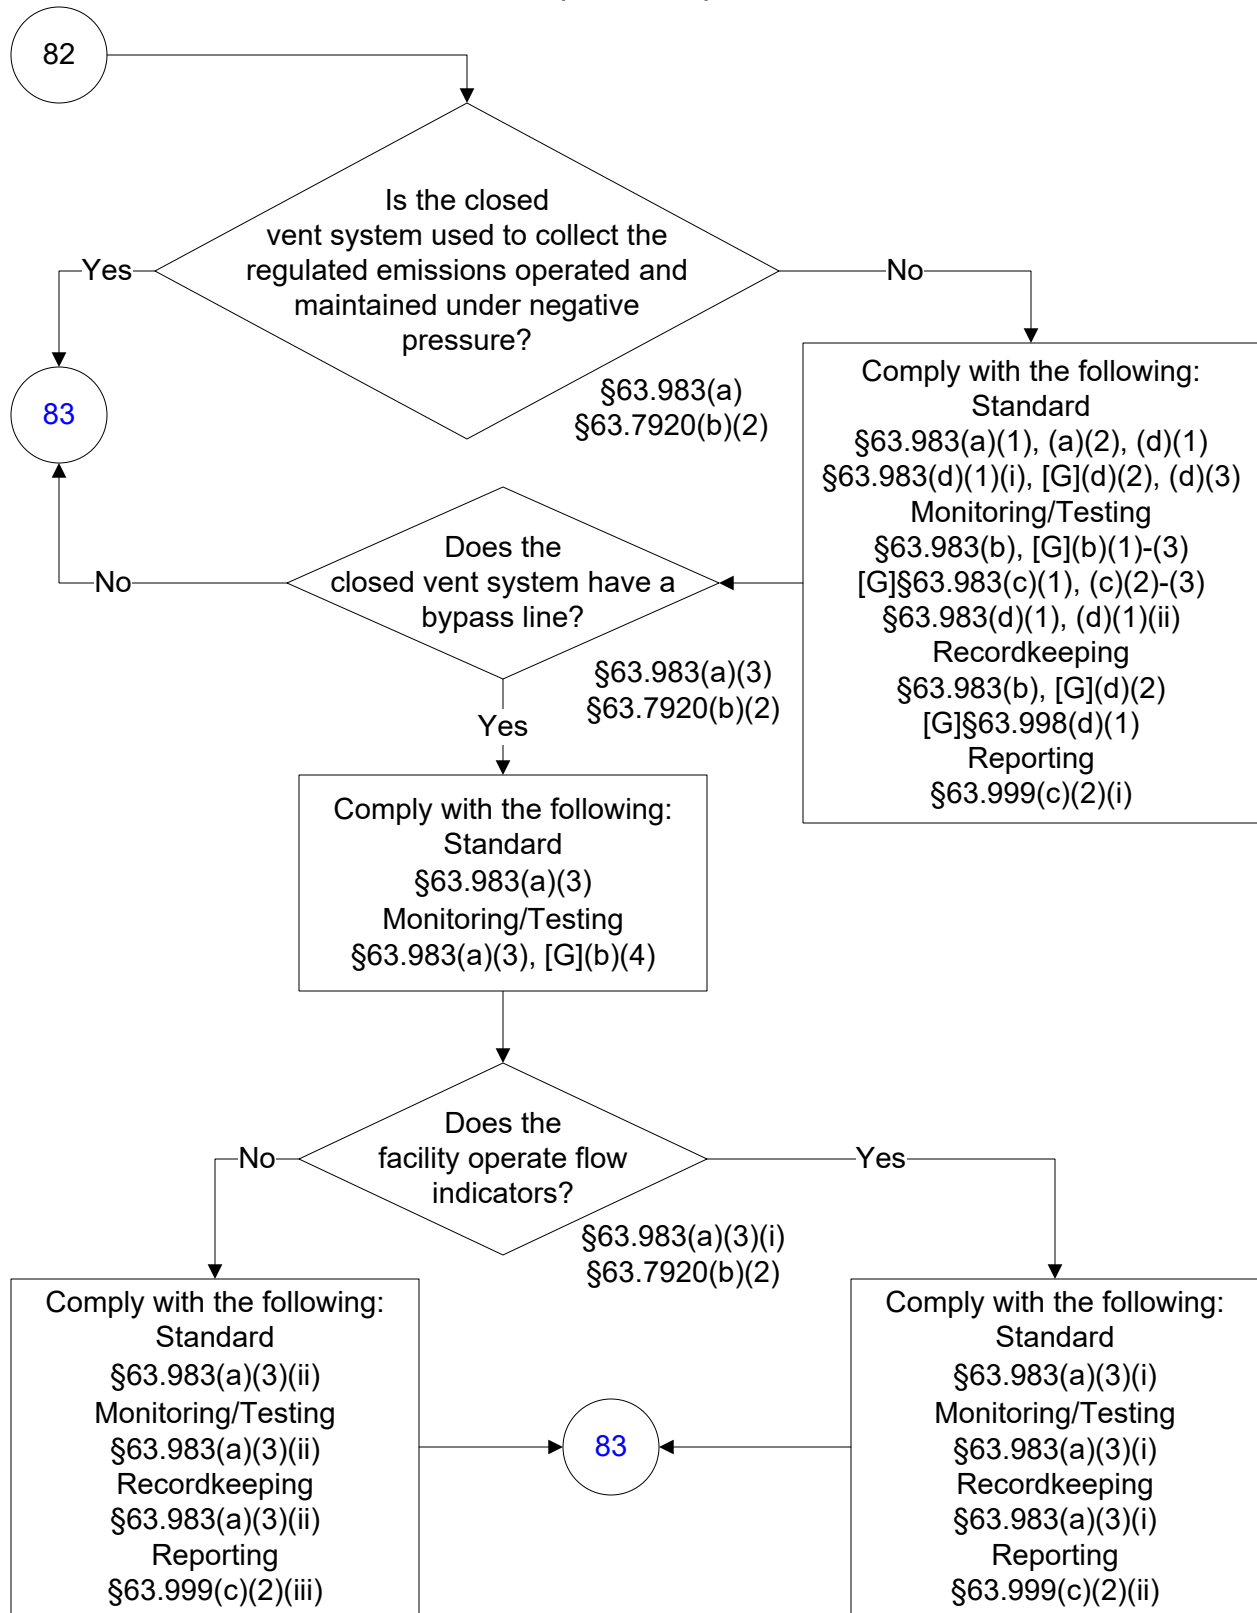 82
Is the closed
vent system used to collect the
regulated emissions operated and
maintained under negative
pressure?
Yes
No
§63.983(a)
§63.7920(b)(2)
83
Comply with the following:
Standard
§63.983(a)(1), (a)(2), (d)(1)
§63.983(d)(1)(i), [G](d)(2), (d)(3)
Monitoring/Testing
§63.983(b), [G](b)(1)-(3)
[G]§63.983(c)(1), (c)(2)-(3)
§63.983(d)(1), (d)(1)(ii)
Recordkeeping
§63.983(b), [G](d)(2)
[G]§63.998(d)(1)
Reporting
§63.999(c)(2)(i)
Does the
closed vent system have a
bypass line?
No
§63.983(a)(3)
§63.7920(b)(2)
Yes
Comply with the following:
Standard
§63.983(a)(3)
Monitoring/Testing
§63.983(a)(3), [G](b)(4)
Does the
facility operate flow
indicators?
No
Yes
§63.983(a)(3)(i)
§63.7920(b)(2)
Comply with the following:
Standard
§63.983(a)(3)(ii)
Monitoring/Testing
§63.983(a)(3)(ii)
Recordkeeping
§63.983(a)(3)(ii)
Reporting
§63.999(c)(2)(iii)
83
Comply with the following:
Standard
§63.983(a)(3)(i)
Monitoring/Testing
§63.983(a)(3)(i)
Recordkeeping
§63.983(a)(3)(i)
Reporting
§63.999(c)(2)(ii)